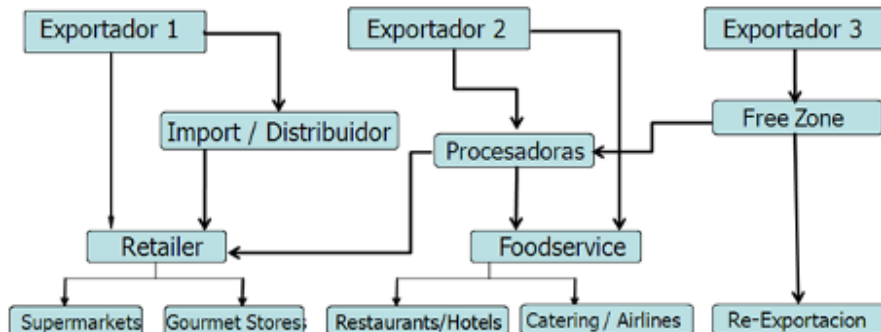 Exportador 1
Exportador 2
Exportador 3
Import / Distribuidor
Free Zone
Procesadoras
Retailer
Foodservice
Supermarkets
Gourmet Stores
Restaurants/Hotels
Catering / Airlines
Re-Exportacion